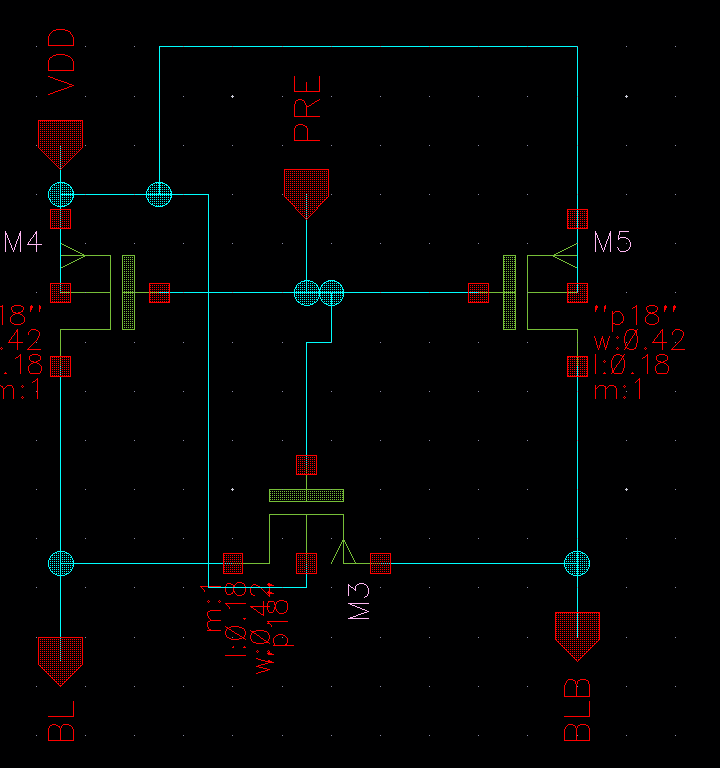 VDD
PRE
M4
18"
.42
.18
m:1
M5
"p18"
w:0.42
l:0.18
m:1
m:1
l:0.18
w:0.42
p18"
M3
BL
BLB